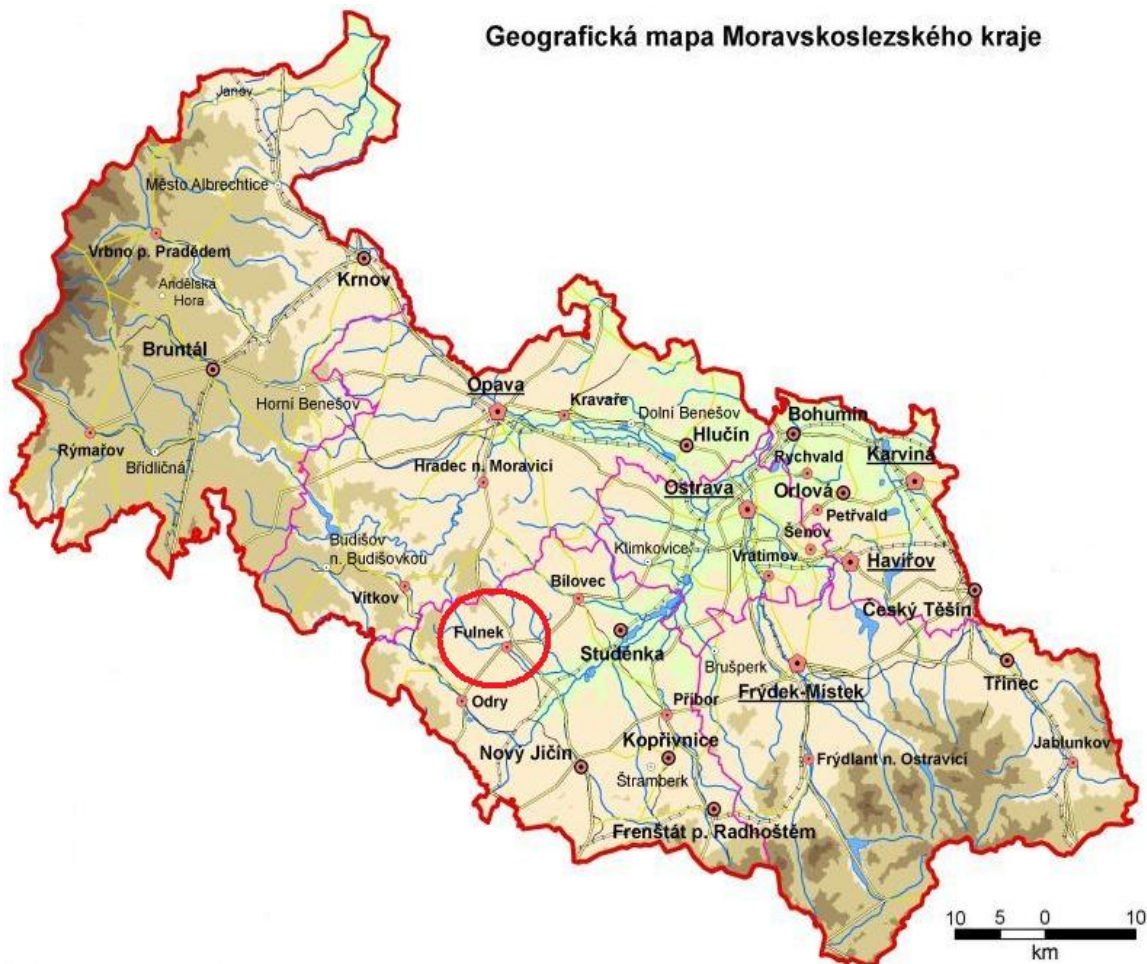 Geografická mapa Moravskoslezského kraje
Janov
Město Albrechtice
Vrbno p. Pradědem
Andělská
Hora
Krnov
Bruntál
Horní Benešov
Opava
Kravaře
Dolní Benešov
Hlučín
Bohumín
Rychvald
Karviná
Rýmařov
Břidličná
Hradec n. Moravicí
Ostrava
Orlová
Petřvald
Šenov
Budišov
n. Budišovkou
Klimkovice
Vratimov
Havířov
Vítkov
Bílovec
Český Těšín
Fulnek
Studénka
Brušperk
Frýdek-Místek
Třinec
Odry
Příbor
Nový Jičín
Kopřivnice
Štramberk
Frýdlant n. Ostravicí
Jablunkov
Frenštát p. Radhoštěm
10 5 0 10
km